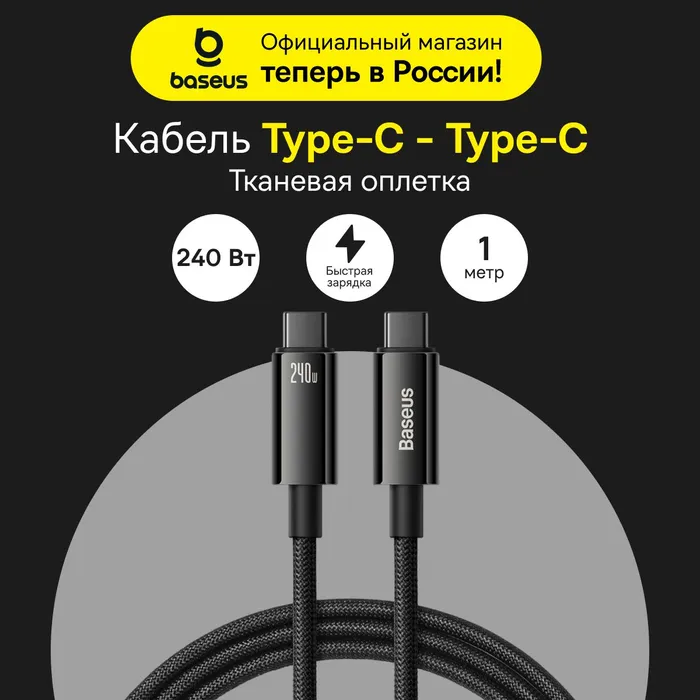 baseus
Официальный магазин
теперь в России!
Кабель Type-C - Type-C
Тканевая оплетка
240 Вт
Быстрая
зарядка
1
метр
240W
Baseus